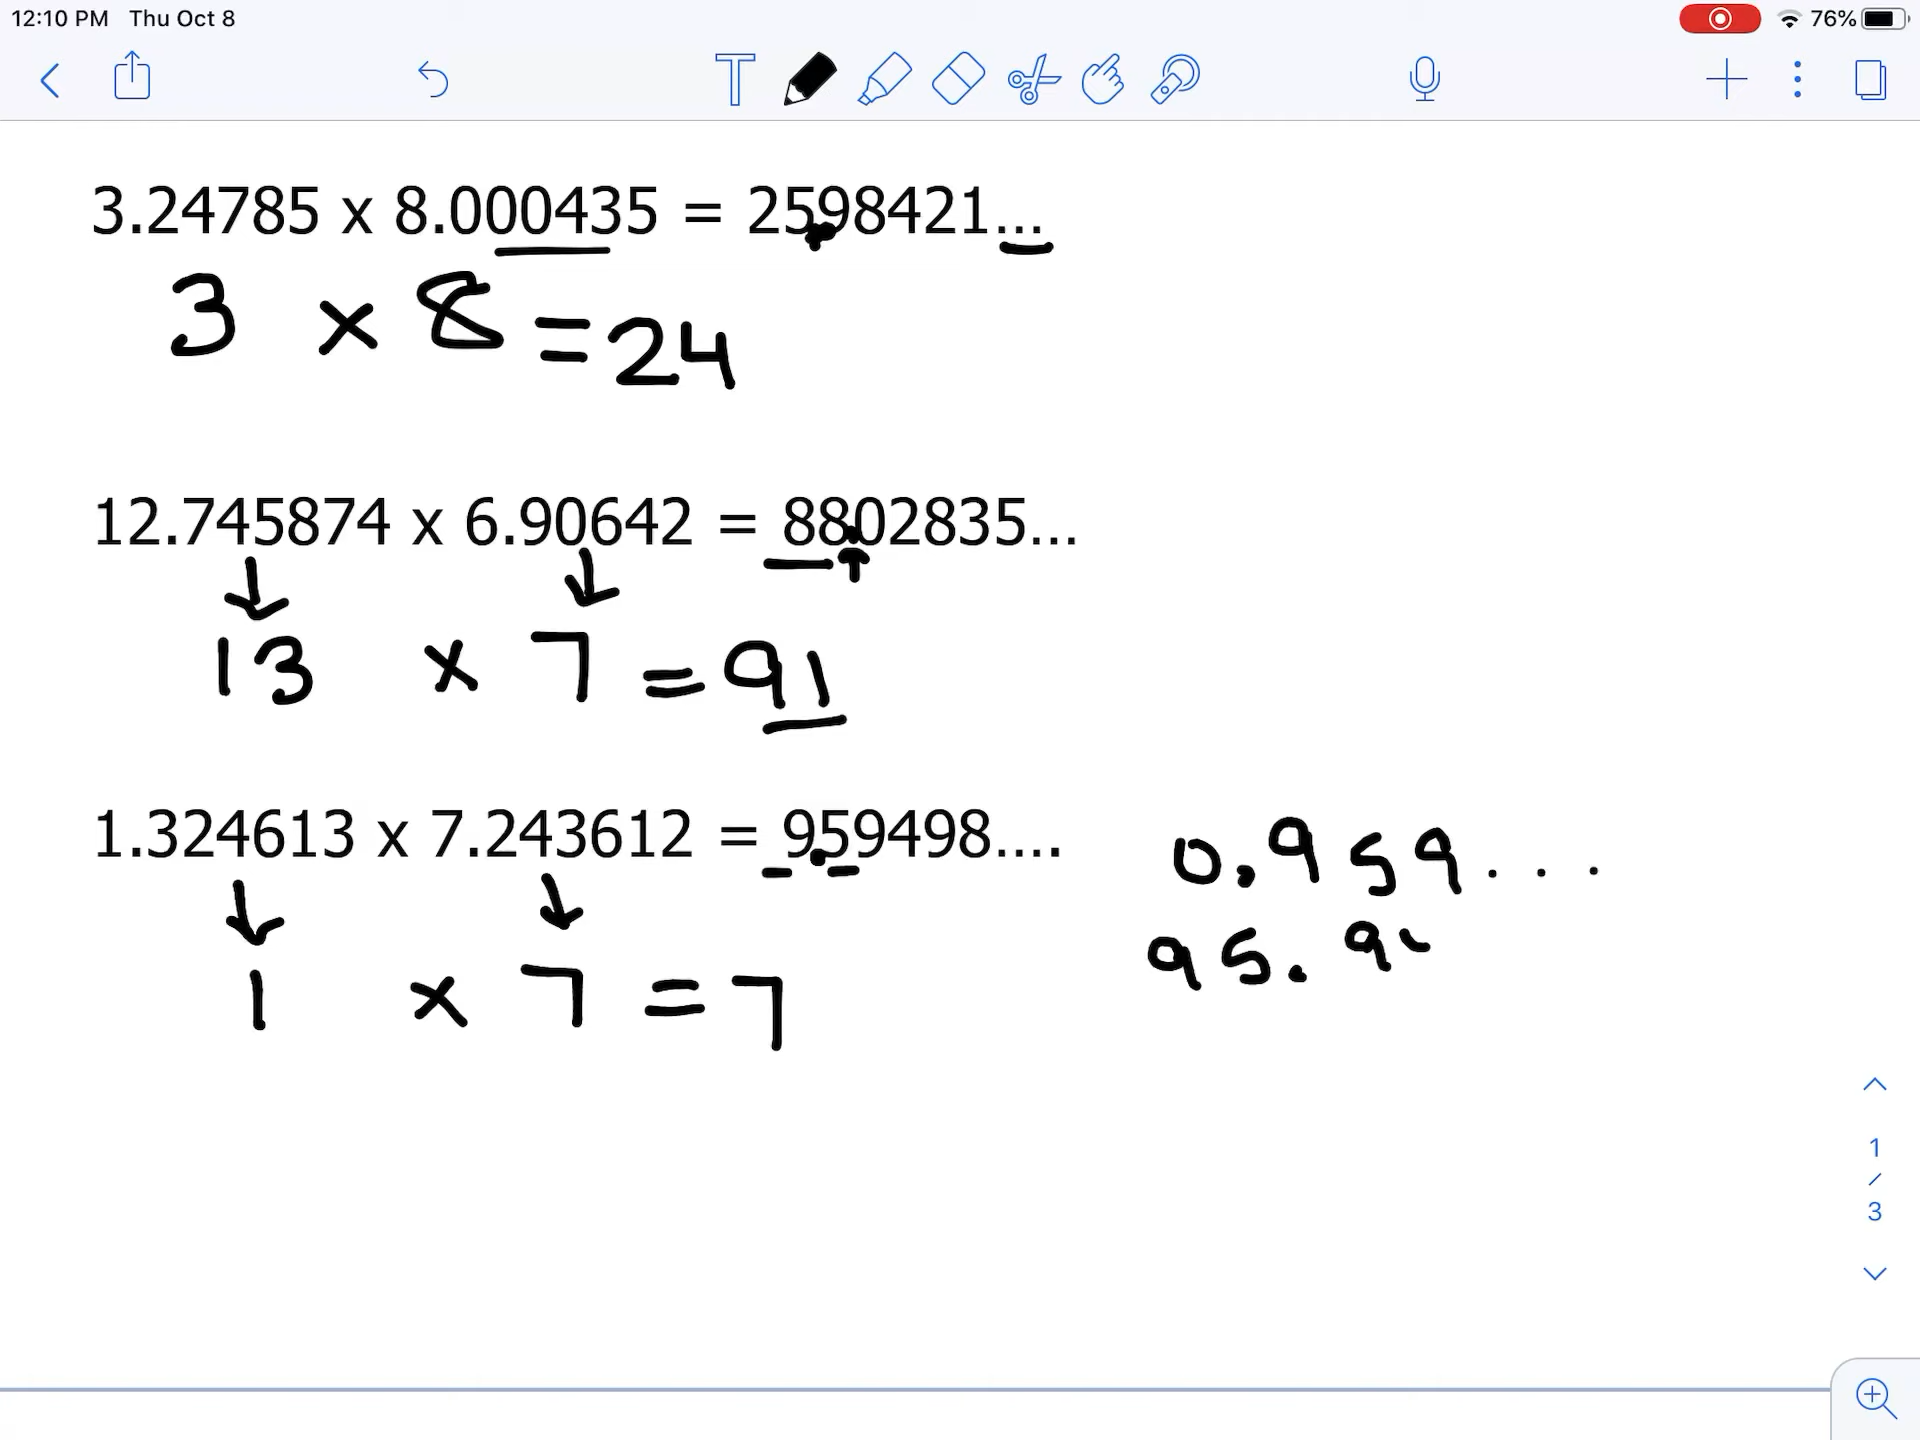 12:10 PM Thu Oct 8 76%
3.24785 x 8.000435 = 2598421...
3 x 8 = 24
12.745874 x 6.90642 = 8802835...
13 x 7 = 91
1.324613 x 7.243612 = 959498....
0.959...
95.9
1 x 7 = 7
1
/
3